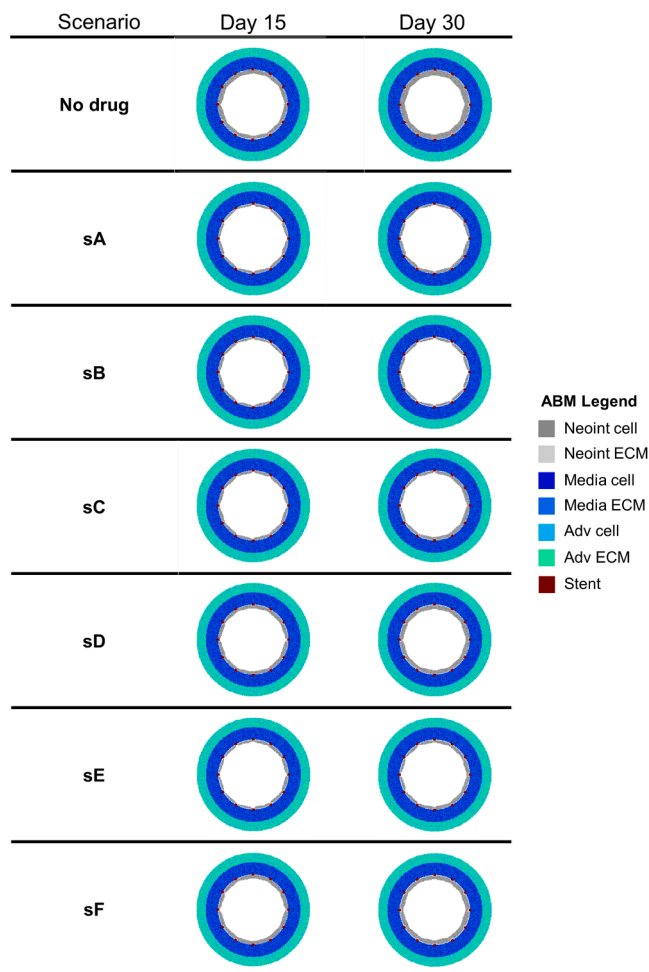 Scenario Day 15 Day 30
No drug
sA
sB
sC
sD
sE
sF
ABM Legend
Neoint cell
Neoint ECM
Media cell
Media ECM
Adv cell
Adv ECM
Stent